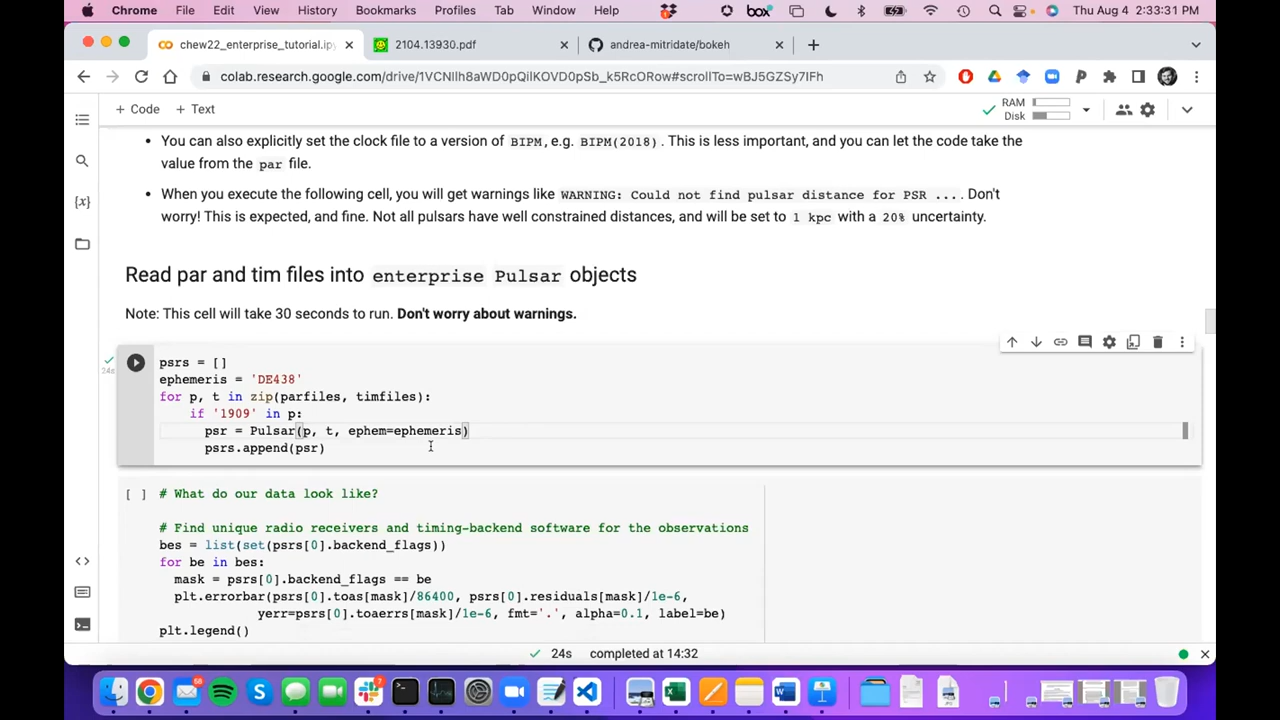 Chrome File Edit View History Bookmarks Profiles Tab Window Help box Thu Aug 4 2:33:31 PM
chew22_enterprise_tutorial.ip 2104.13930.pdf andrea-mitridate/bokeh
colab.research.google.com/drive/1VCNIlh8aWD0pQiIKOVD0pSb_k5RcORow#scrollTo=wBJ5GZSy7IFh
+ Code + Text RAM Disk
• You can also explicitly set the clock file to a version of BIPM, e.g. BIPM(2018). This is less important, and you can let the code take the
value from the par file.
• When you execute the following cell, you will get warnings like WARNING: Could not find pulsar distance for PSR .... Don't
worry! This is expected, and fine. Not all pulsars have well constrained distances, and will be set to 1 kpc with a 20% uncertainty.
Read par and tim files into enterprise Pulsar objects
Note: This cell will take 30 seconds to run. Don't worry about warnings.
24s
psrs = []
ephemeris = 'DE438'
for p, t in zip(parfiles, timfiles):
if '1909' in p:
psr = Pulsar(p, t, ephem=ephemeris)
psrs.append(psr)
[ ] # What do our data look like?
# Find unique radio receivers and timing-backend software for the observations
bes = list(set(psrs[0].backend_flags))
for be in bes:
mask = psrs[0].backend_flags == be
plt.errorbar(psrs[0].toas[mask]/86400, psrs[0].residuals[mask]/1e-6,
yerr=psrs[0].toaerrs[mask]/1e-6, fmt='.', alpha=0.1, label=be)
plt.legend()
24s completed at 14:32